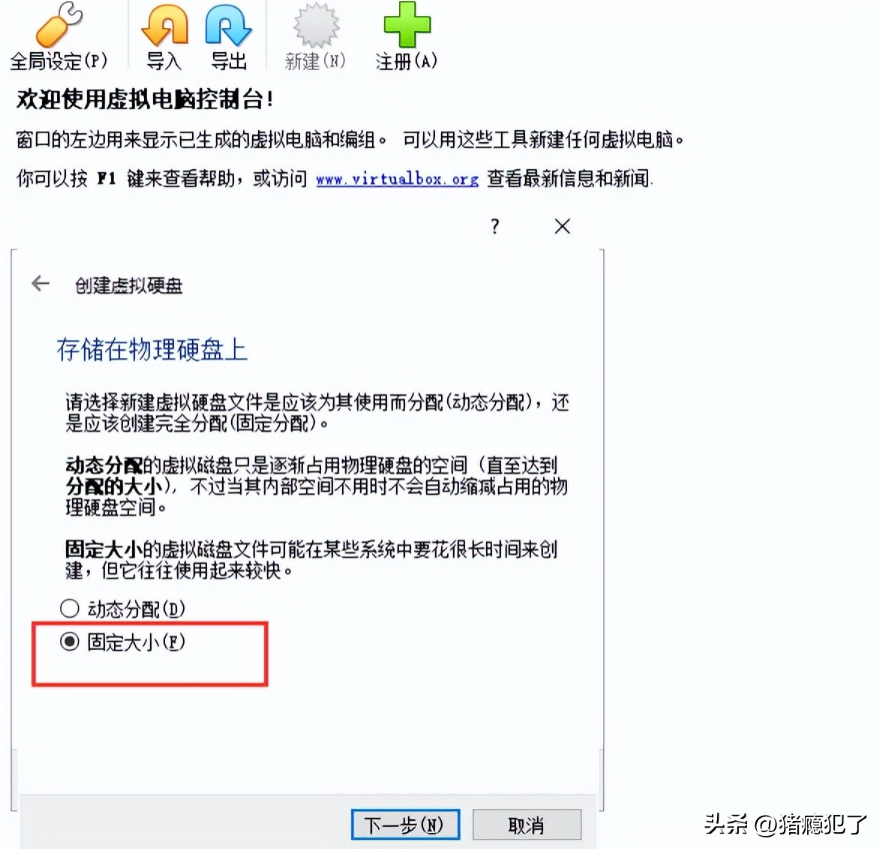 全局设定(P) 导入 导出 新建(N) 注册(A)
欢迎使用虚拟电脑控制台!
窗口的左边用来显示已生成的虚拟电脑和编组。 可以用这些工具新建任何虚拟电脑。
你可以按 F1 键来查看帮助，或访问 www.virtualbox.org 查看最新信息和新闻.
? ×
← 创建虚拟硬盘
存储在物理硬盘上
请选择新建虚拟硬盘文件是应该为其使用而分配(动态分配)，还
是应该创建完全分配(固定分配)。
动态分配的虚拟磁盘只是逐渐占用物理硬盘的空间（直至达到
分配的大小），不过当其内部空间不用时不会自动缩减占用的物
理硬盘空间。
固定大小的虚拟磁盘文件可能在某些系统中要花很长时间来创
建，但它往往使用起来较快。
动态分配(D)
固定大小(F)
下一步(N) 取消
头条 @猪瘾犯了